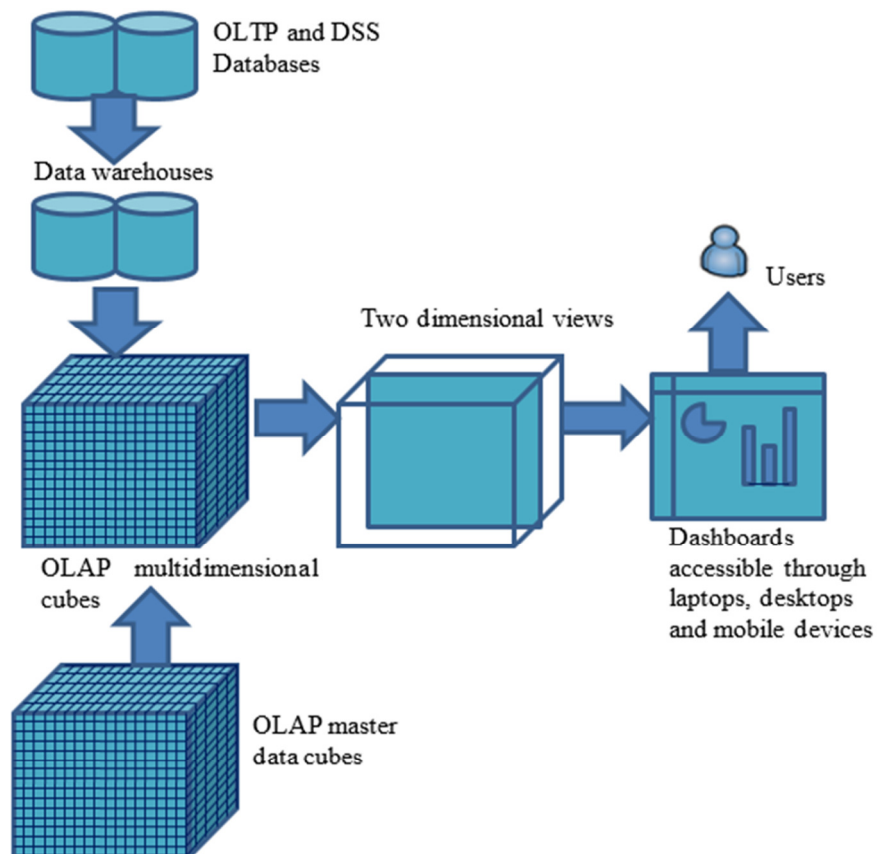 OLTP and DSS
Databases
Data warehouses
Users
Two dimensional views
OLAP multidimensional
cubes
Dashboards
accessible through
laptops, desktops
and mobile devices
OLAP master
data cubes